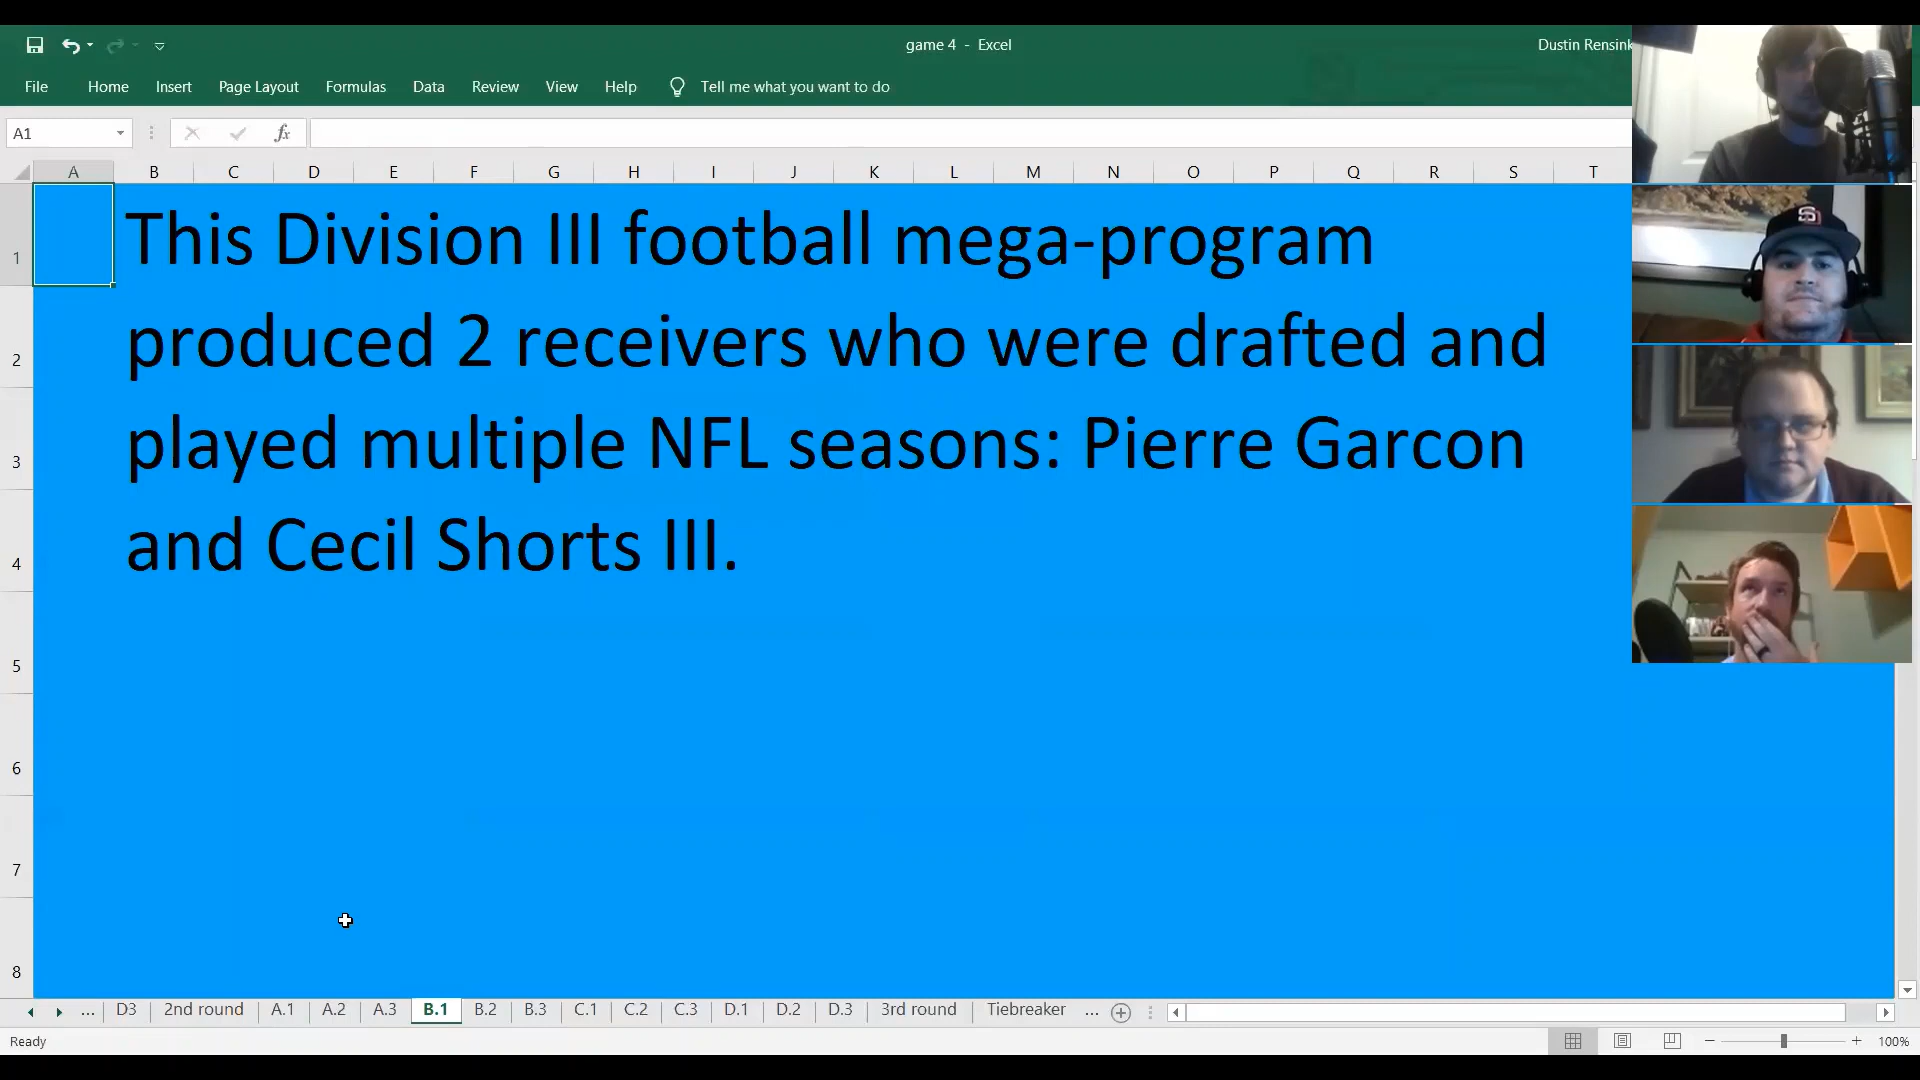 game 4 - Excel
Dustin Rensink
File Home Insert Page Layout Formulas Data Review View Help Tell me what you want to do
A1 fx
A B C D E F G H I J K L M N O P Q R S T
1 This Division III football mega-program
2 produced 2 receivers who were drafted and
3 played multiple NFL seasons: Pierre Garcon
4 and Cecil Shorts III.
5
6
7
8
... D3 2nd round A.1 A.2 A.3 B.1 B.2 B.3 C.1 C.2 C.3 D.1 D.2 D.3 3rd round Tiebreaker ...
Ready 100%
SD